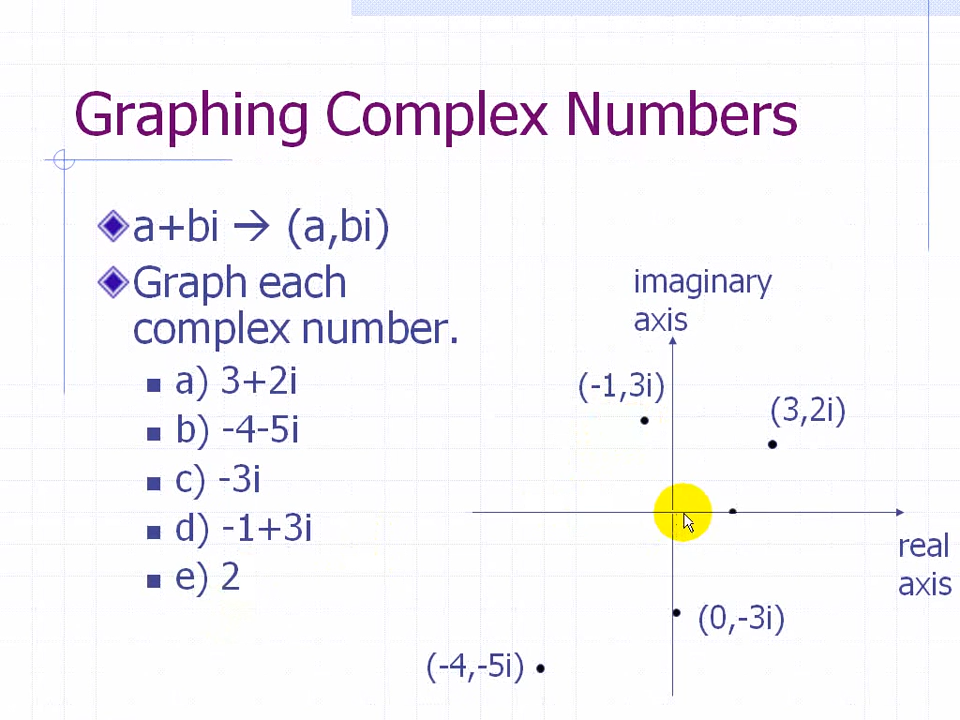 Graphing Complex Numbers
a+bi → (a,bi)
Graph each
complex number.
a) 3+2i
b) -4-5i
c) -3i
d) -1+3i
e) 2
imaginary
axis
(-1,3i)
(3,2i)
real
axis
(0,-3i)
(-4,-5i)